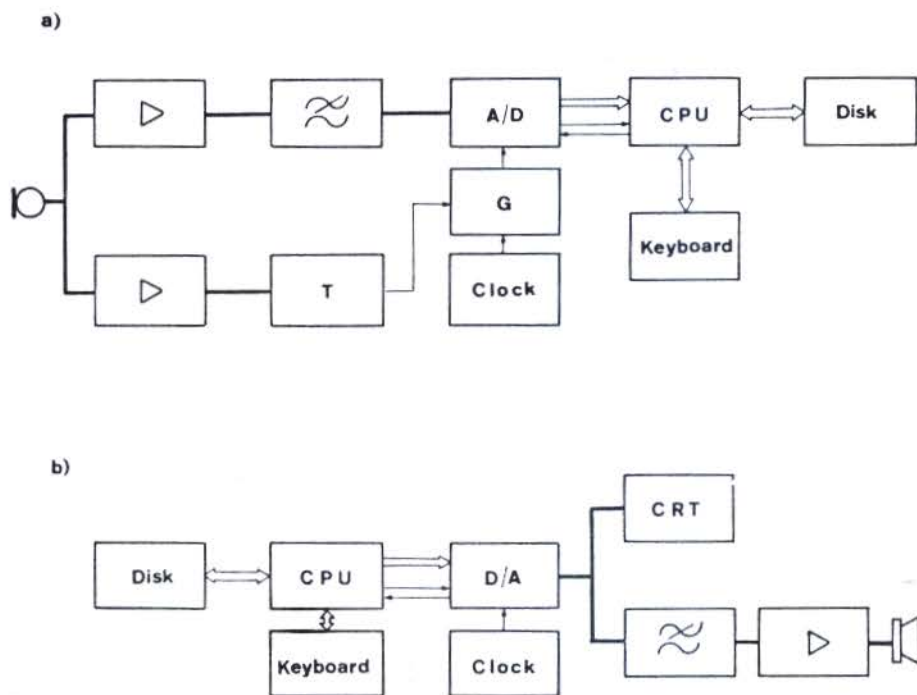 a)
A/D
CPU
Disk
G
Keyboard
T
Clock
b)
CRT
Disk
CPU
D/A
Keyboard
Clock